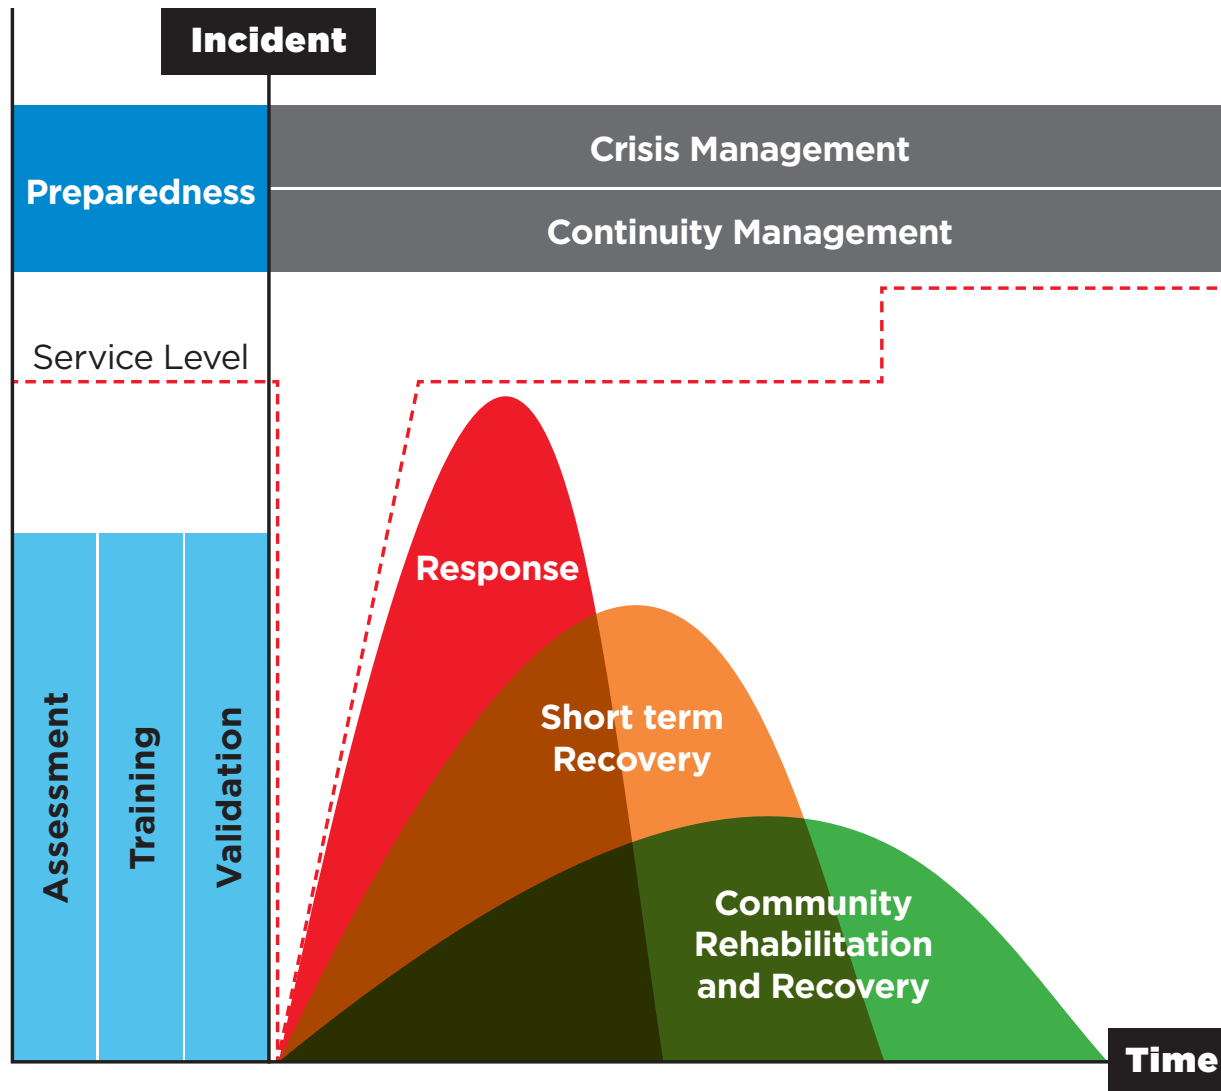 Incident
Preparedness
Crisis Management
Continuity Management
Service Level
Assessment
Training
Validation
Response
Short term
Recovery
Community
Rehabilitation
and Recovery
Time